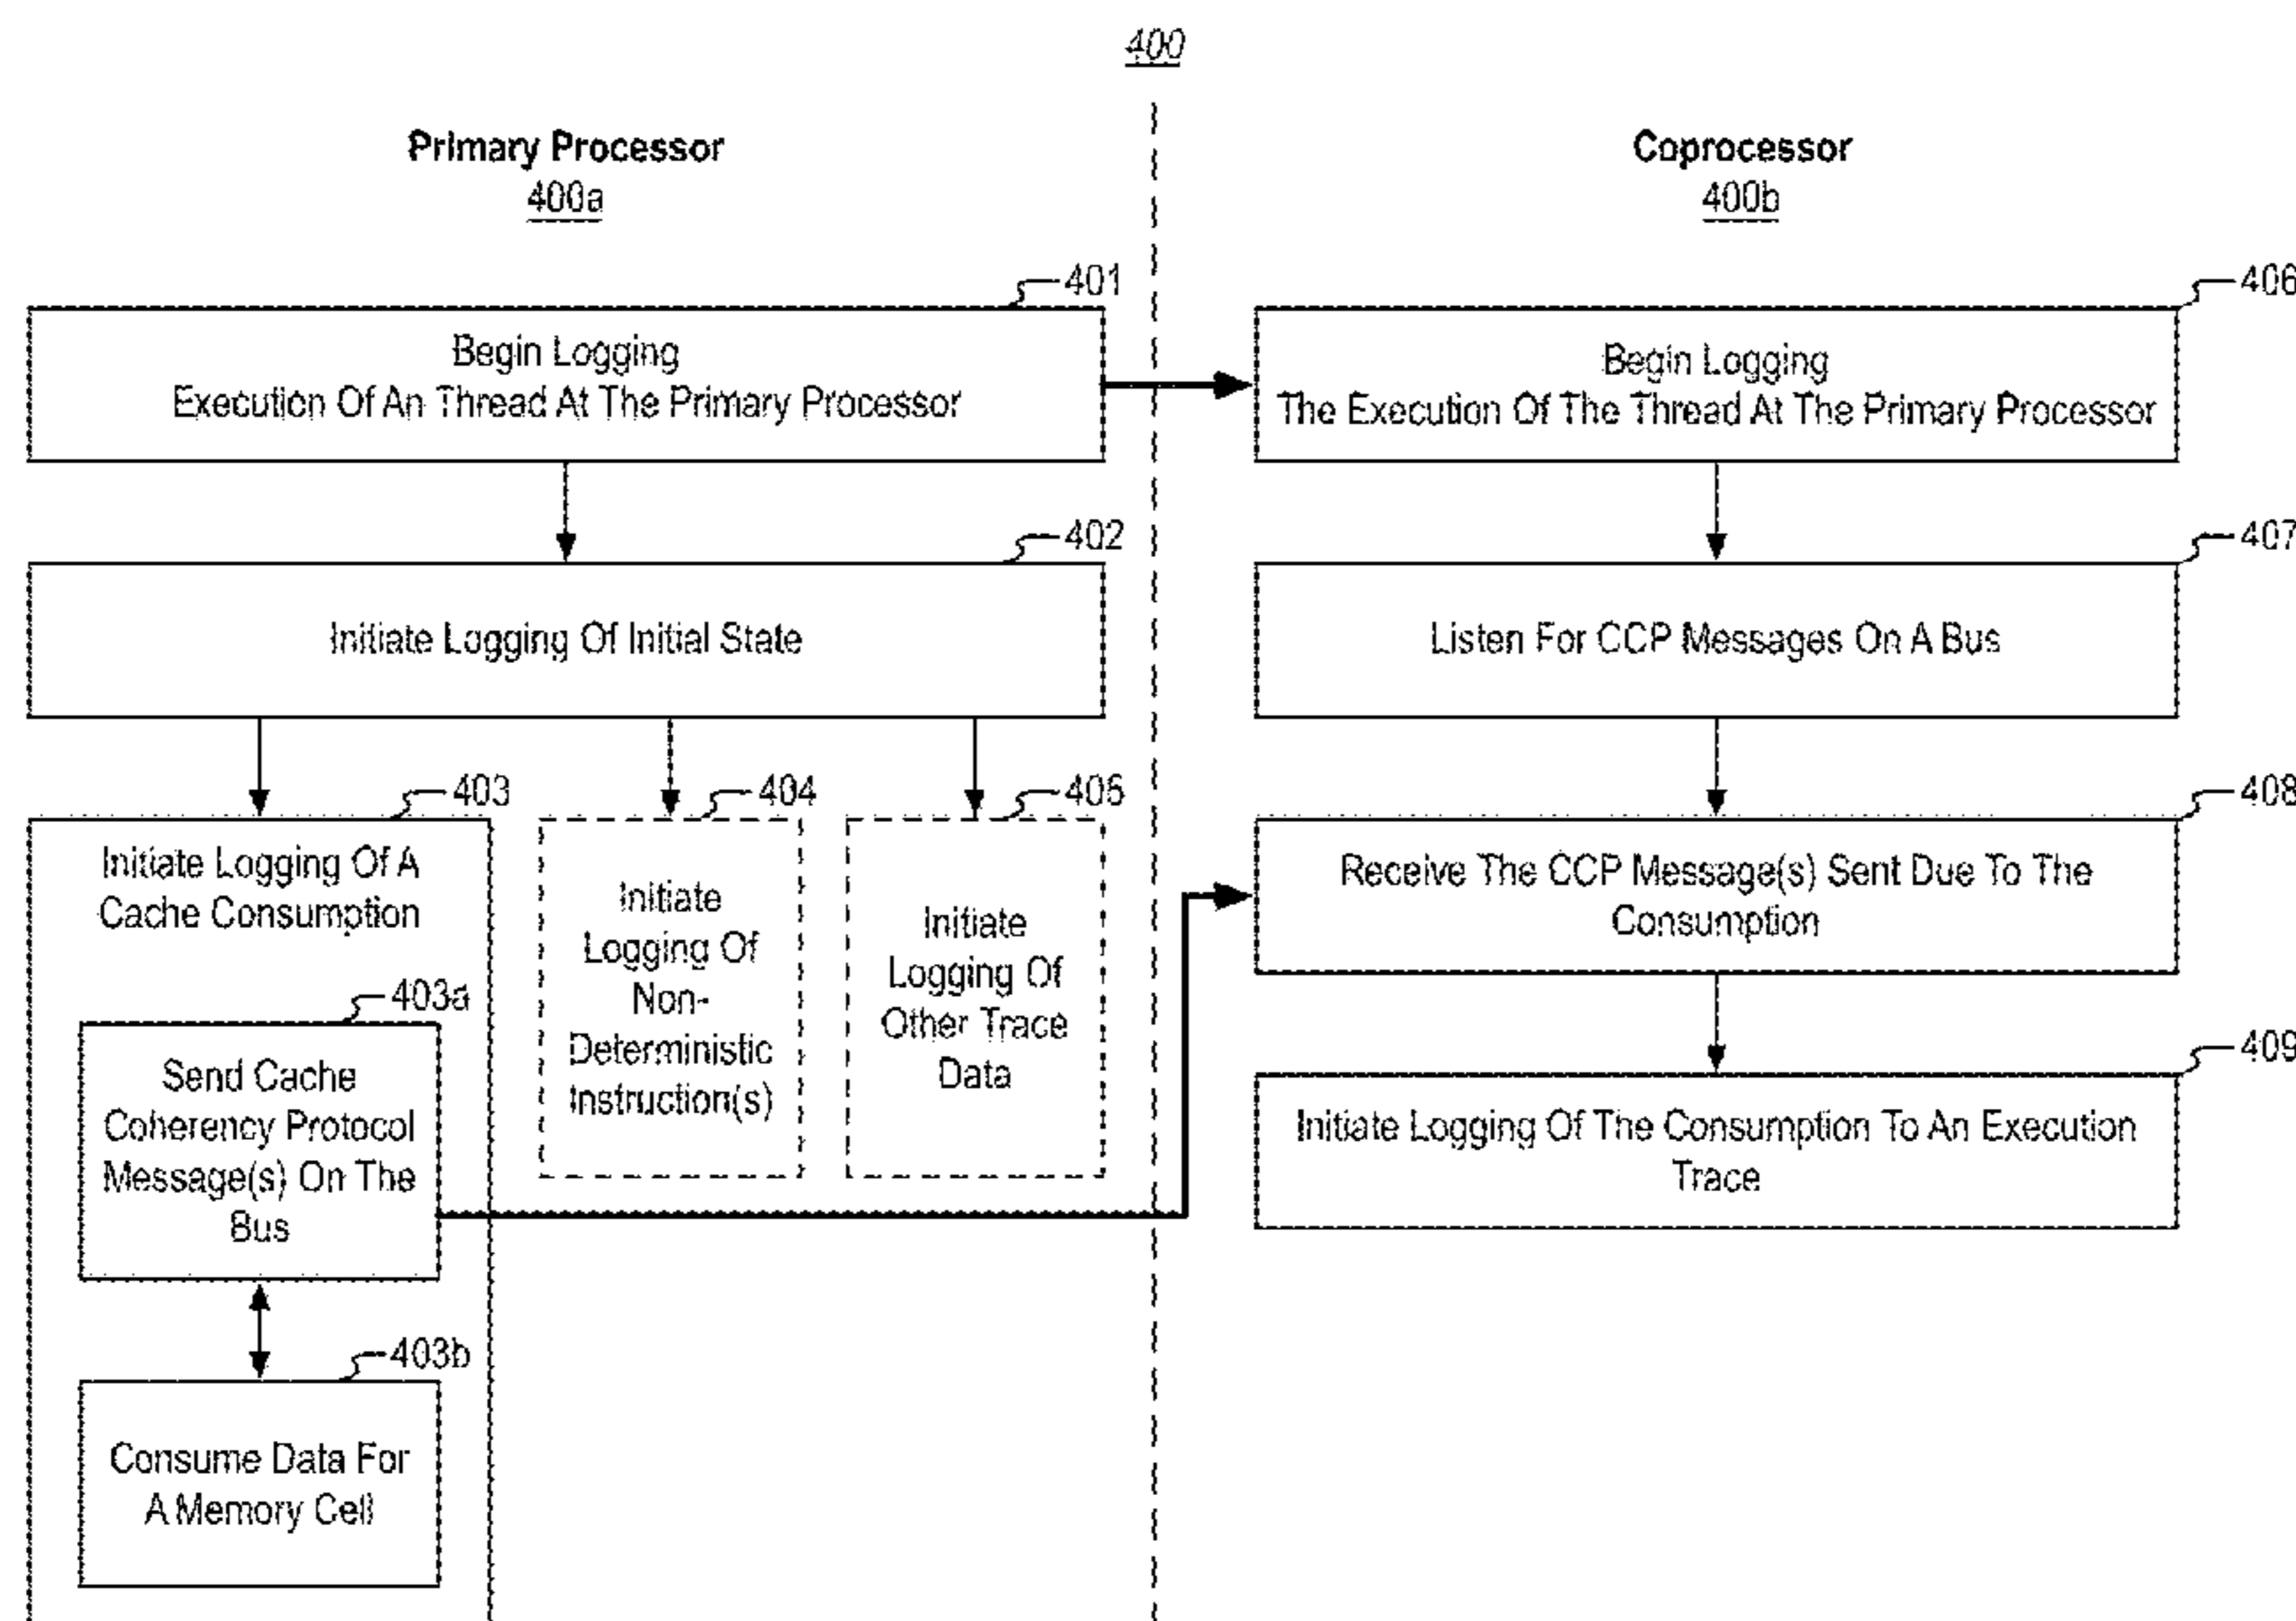 400
Primary Processor
400a
Coprocessor
400b
401
Begin Logging
Execution Of An Thread At The Primary Processor
406
Begin Logging
The Execution Of The Thread At The Primary Processor
402
Initiate Logging Of Initial State
407
Listen For CCP Messages On A Bus
403
Initiate Logging Of A
Cache Consumption
404
Initiate
Logging Of
Non-
Deterministic
Instruction(s)
405
Initiate
Logging Of
Other Trace
Data
408
Receive The CCP Message(s) Sent Due To The
Consumption
403a
Send Cache
Coherency Protocol
Message(s) On The
Bus
409
Initiate Logging Of The Consumption To An Execution
Trace
403b
Consume Data For
A Memory Cell